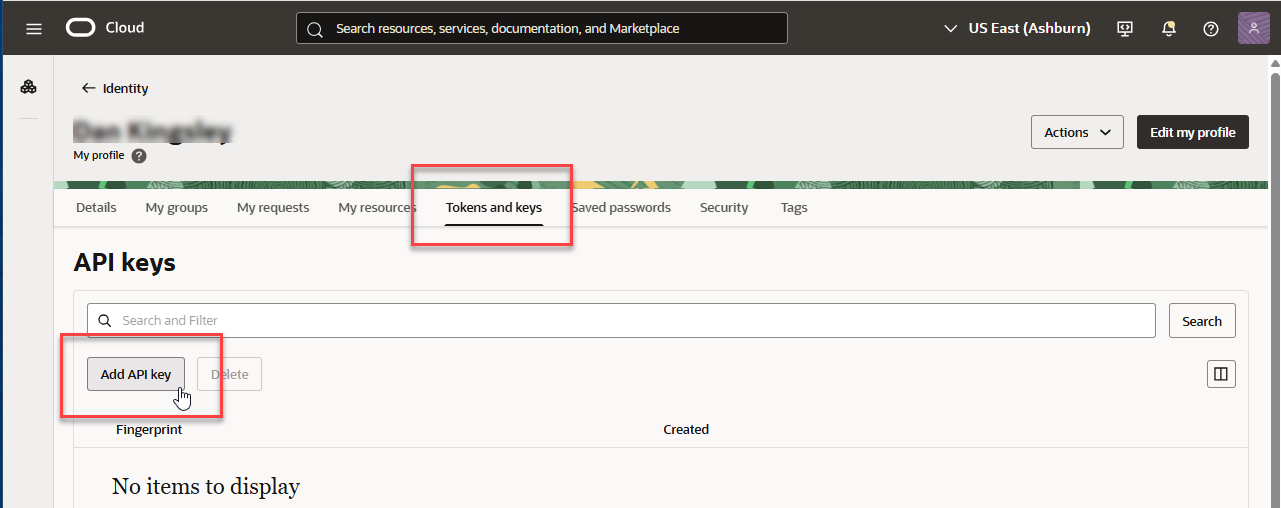 Cloud
Search resources, services, documentation, and Marketplace
US East (Ashburn)
Identity
My profile
Actions
Edit my profile
Details
My groups
My requests
My resources
Tokens and keys
Saved passwords
Security
Tags
API keys
Search and Filter
Search
Add API key
Delete
Fingerprint
Created
No items to display